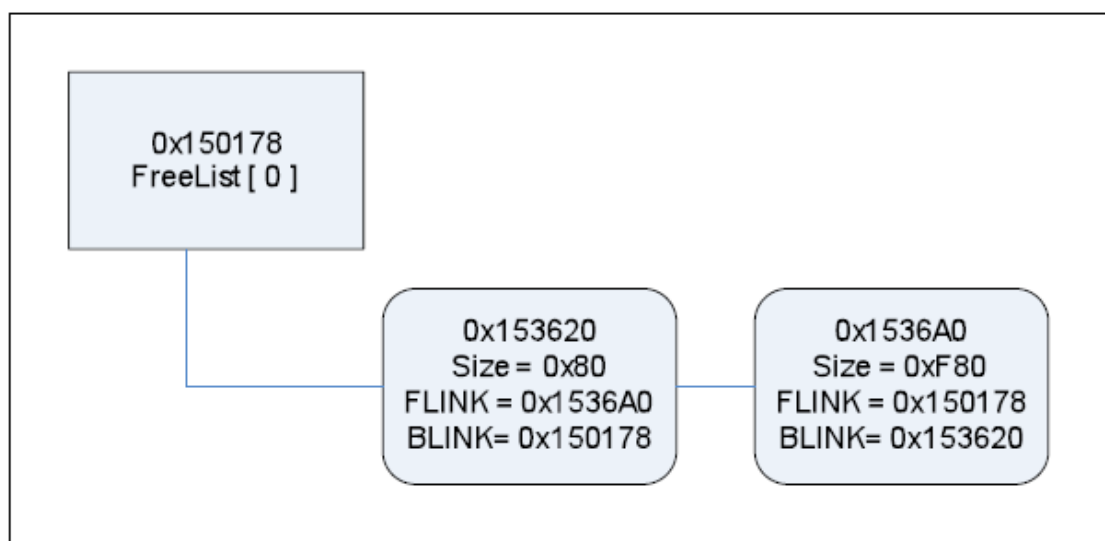 0x150178
FreeList [ 0 ]
0x153620
Size = 0x80
FLINK = 0x1536A0
BLINK= 0x150178
0x1536A0
Size = 0xF80
FLINK = 0x150178
BLINK= 0x153620